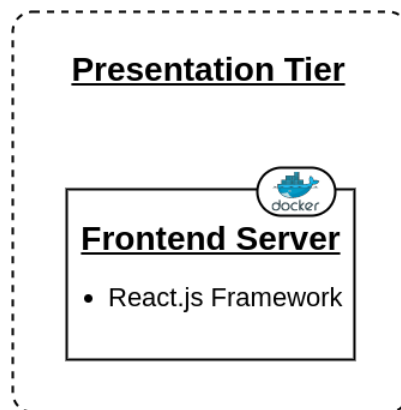 Presentation Tier
docker
Frontend Server
• React.js Framework